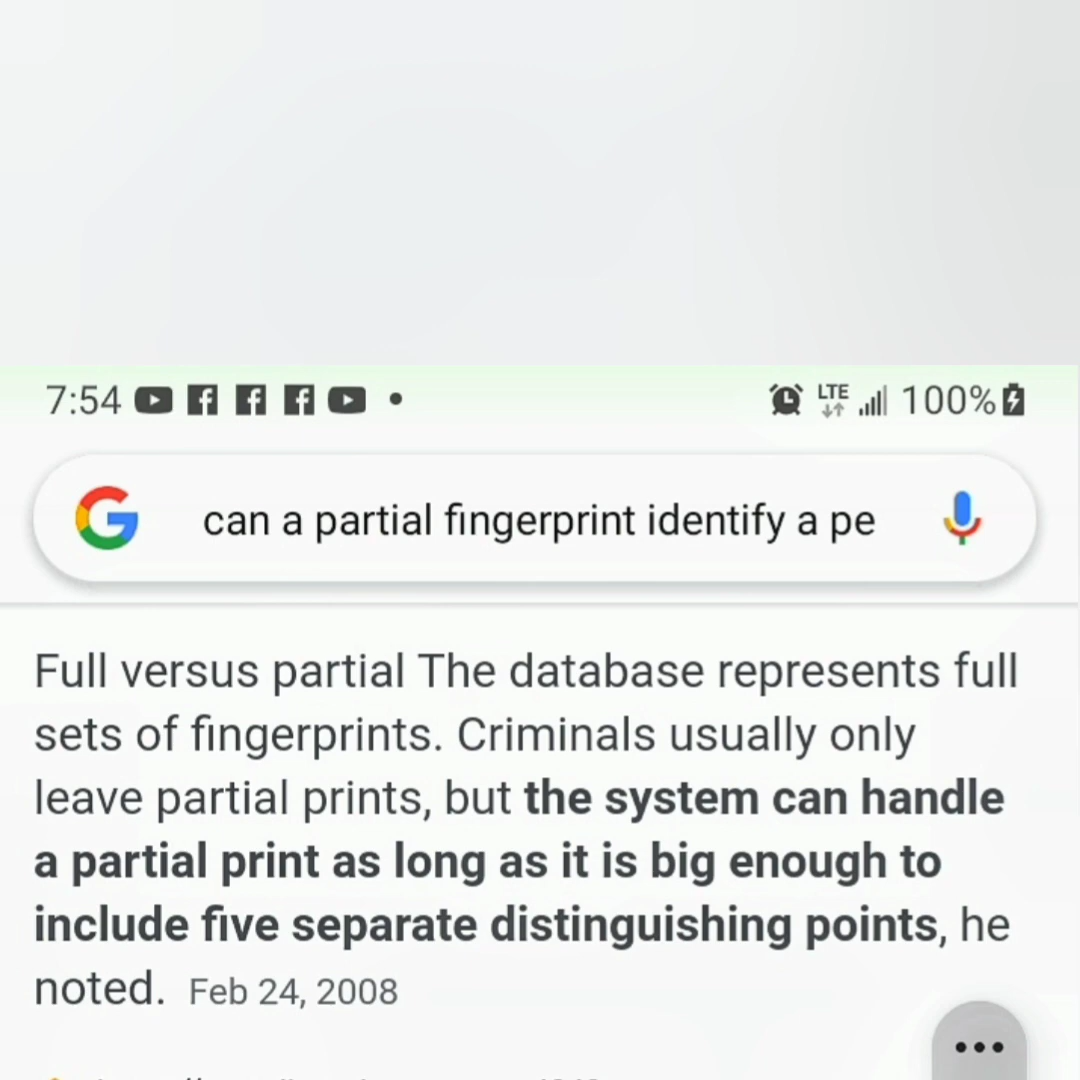 7:54 LTE 100%
can a partial fingerprint identify a pe
Full versus partial The database represents full
sets of fingerprints. Criminals usually only
leave partial prints, but the system can handle
a partial print as long as it is big enough to
include five separate distinguishing points, he
noted. Feb 24, 2008